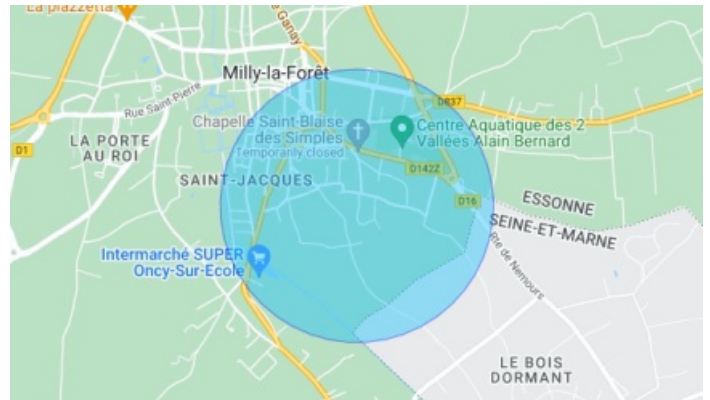 La piazzetta
de Ganay
Milly-la-Forêt
Rue Saint-Pierre
D837
Chapelle Saint-Blaise
des Simples
Temporarily closed
Centre Aquatique des 2
Vallées Alain Bernard
LA PORTE
AU ROI
D1
D142Z
SAINT-JACQUES
D16
ESSONNE
SEINE-ET-MARNE
Intermarché SUPER
Oncy-Sur-Ecole
Rte de Nemours
LE BOIS
DORMANT